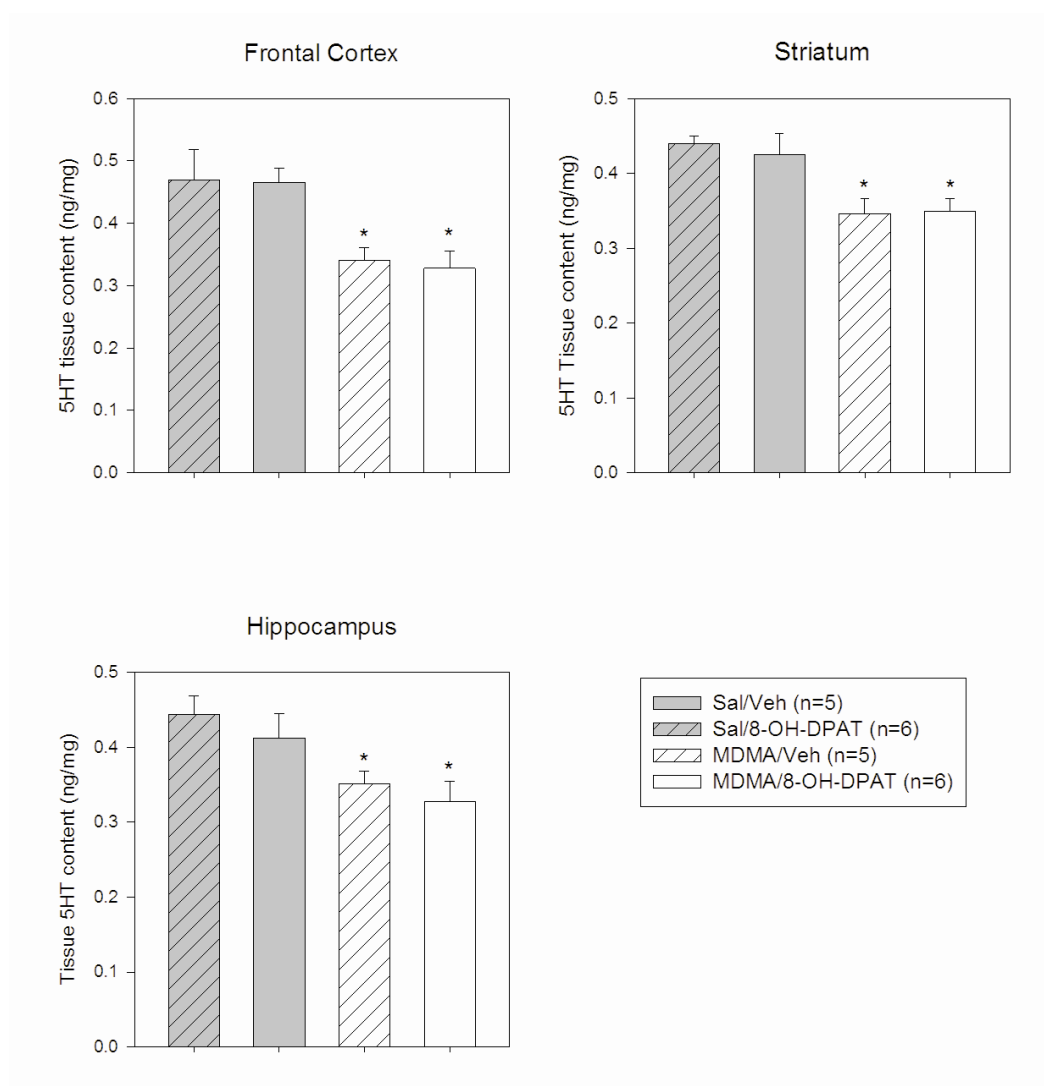 Frontal Cortex
0.6
0.5
0.4
0.3
0.2
0.1
0.0
5HT tissue content (ng/mg)
*
*
Striatum
0.5
0.4
0.3
0.2
0.1
0.0
5HT Tissue content (ng/mg)
*
*
Hippocampus
0.5
0.4
0.3
0.2
0.1
0.0
Tissue 5HT content (ng/mg)
*
*
Sal/Veh (n=5)
Sal/8-OH-DPAT (n=6)
MDMA/Veh (n=5)
MDMA/8-OH-DPAT (n=6)